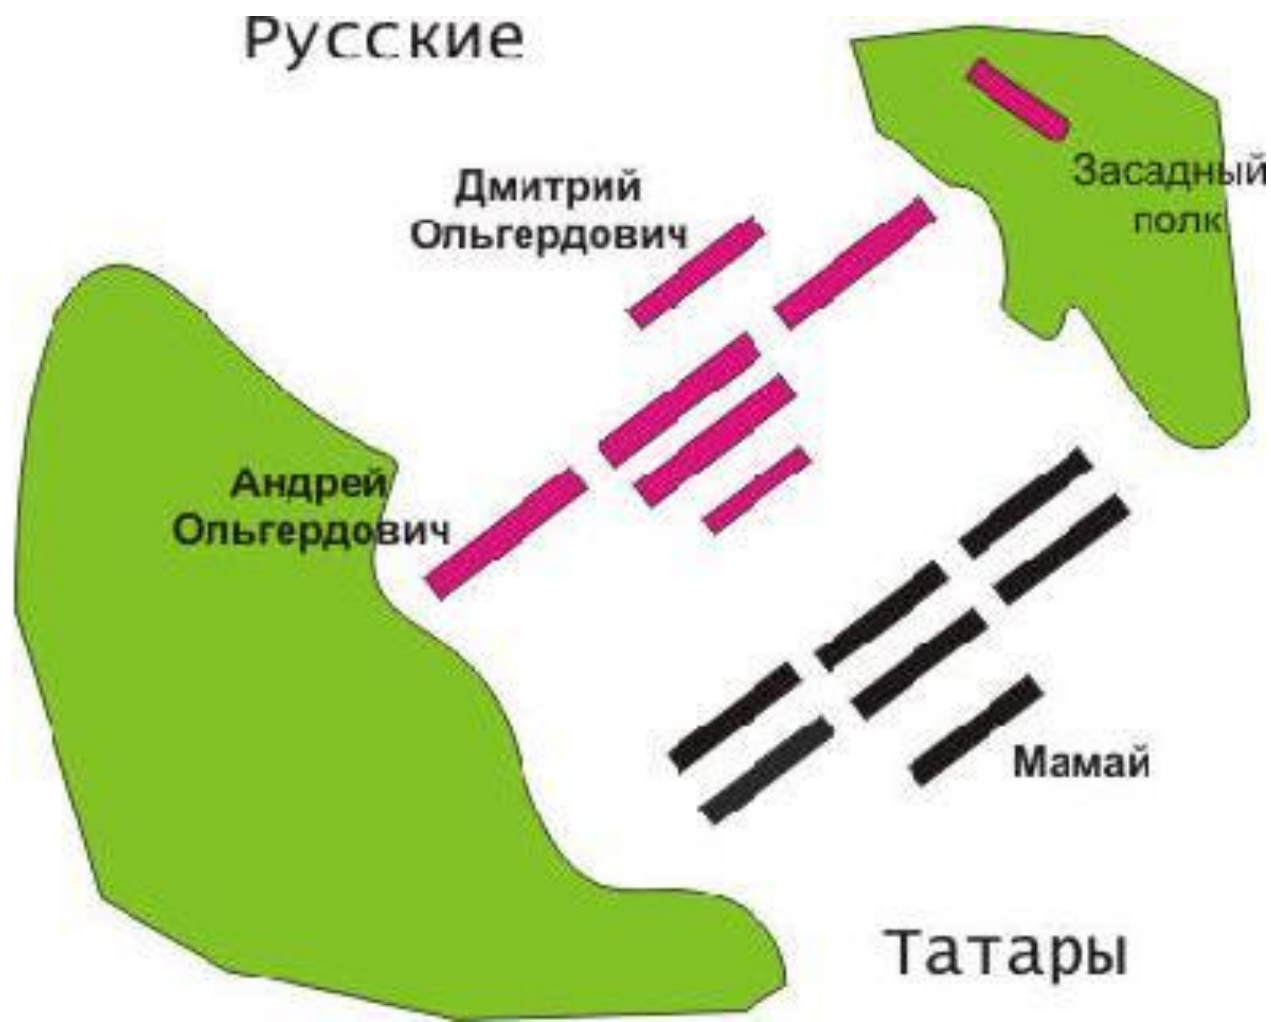 Русские
Засадный
полк
Дмитрий
Ольгердович
Андрей
Ольгердович
Мамай
Татары